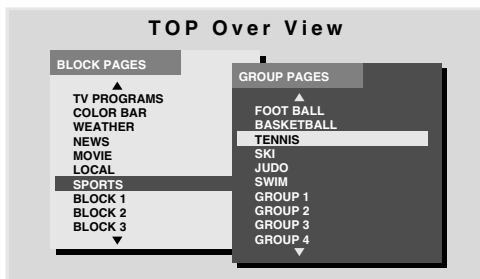 TOP Over View
BLOCK PAGES
TV PROGRAMS
COLOR BAR
WEATHER
NEWS
MOVIE
LOCAL
SPORTS
BLOCK 1
BLOCK 2
BLOCK 3
GROUP PAGES
FOOT BALL
BASKETBALL
TENNIS
SKI
JUDO
SWIM
GROUP 1
GROUP 2
GROUP 3
GROUP 4